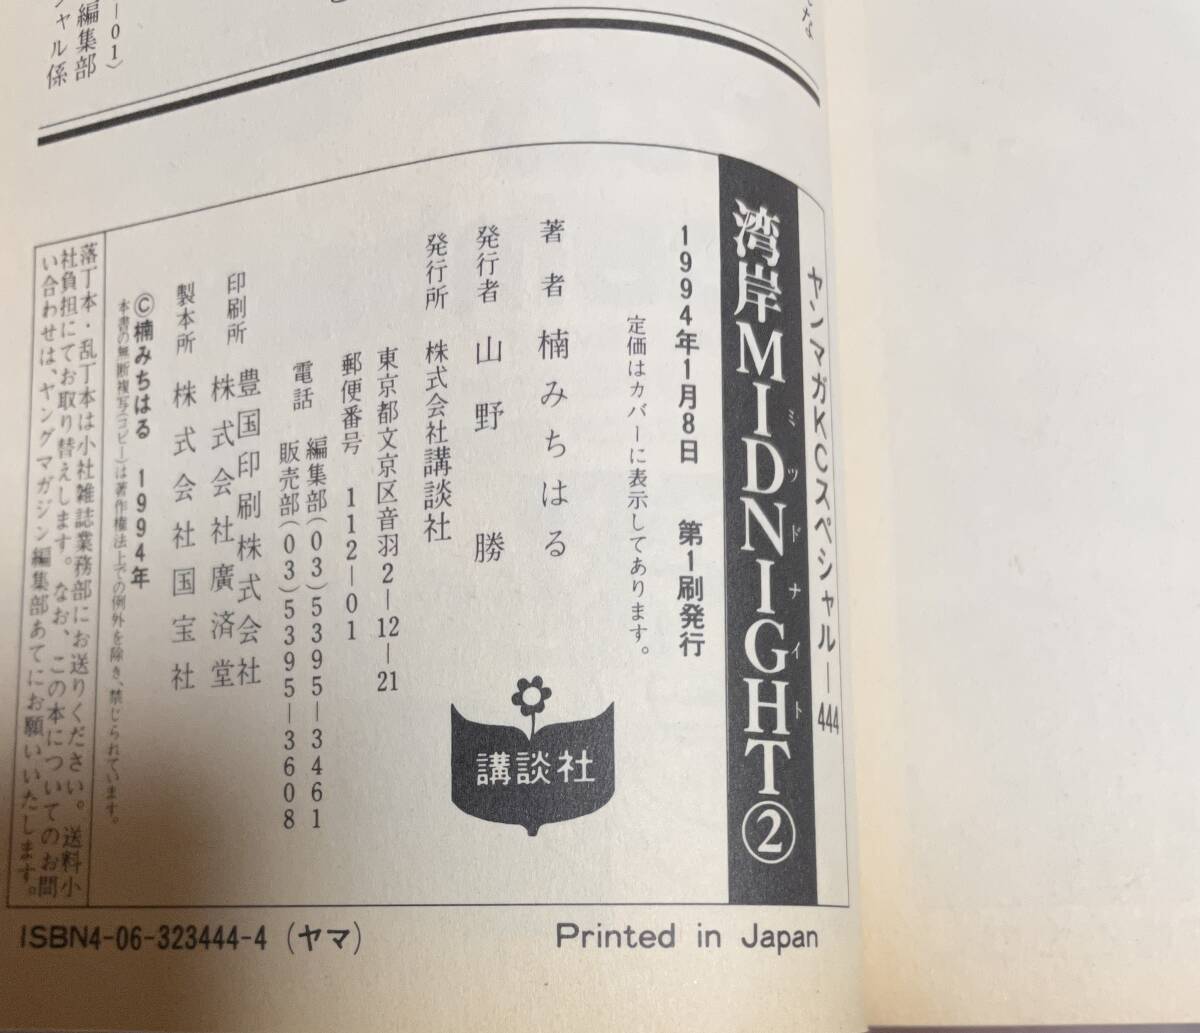 ヤンマガKCスペシャル―444
湾岸MIDNIGHT②
ミッドナイト
1994年1月8日 第1刷発行
定価はカバーに表示してあります。
著者 楠みちはる
発行者 山野 勝
発行所 株式会社講談社
東京都文京区音羽2―12―21
郵便番号 112―01
電話
編集部(03)5395―3461
販売部(03)5395―3608
印刷所
豊国印刷株式会社
株式会社廣済堂
製本所 株式会社国宝社
©楠みちはる 1994年
本書の無断複写(コピー)は著作権法上での例外を除き、禁じられています。
落丁本・乱丁本は小社雑誌業務部にお送りください。送料小
社負担にてお取り替えします。なお、この本についてのお問
い合わせは、ヤングマガジン編集部あてにお願いいたします。
講談社
ISBN4-06-323444-4 (ヤマ)
Printed in Japan
―01)
編集部
シャル係